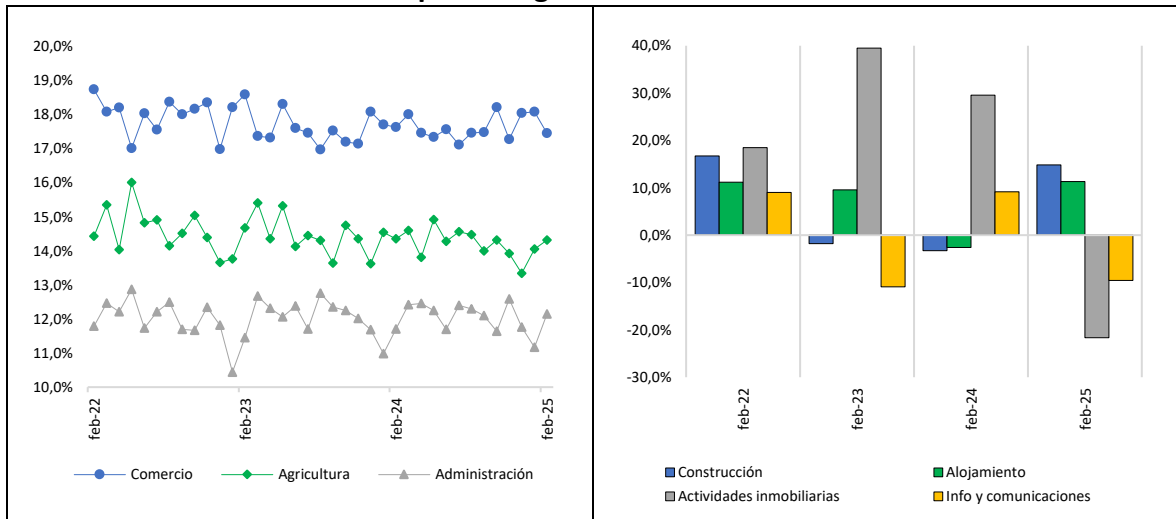 20,0%
19,0%
18,0%
17,0%
16,0%
15,0%
14,0%
13,0%
12,0%
11,0%
10,0%
feb-22
feb-23
feb-24
feb-25
Comercio
Agricultura
Administración
40,0%
30,0%
20,0%
10,0%
0,0%
-10,0%
-20,0%
-30,0%
feb-22
feb-23
feb-24
feb-25
Construcción
Alojamiento
Actividades inmobiliarias
Info y comunicaciones